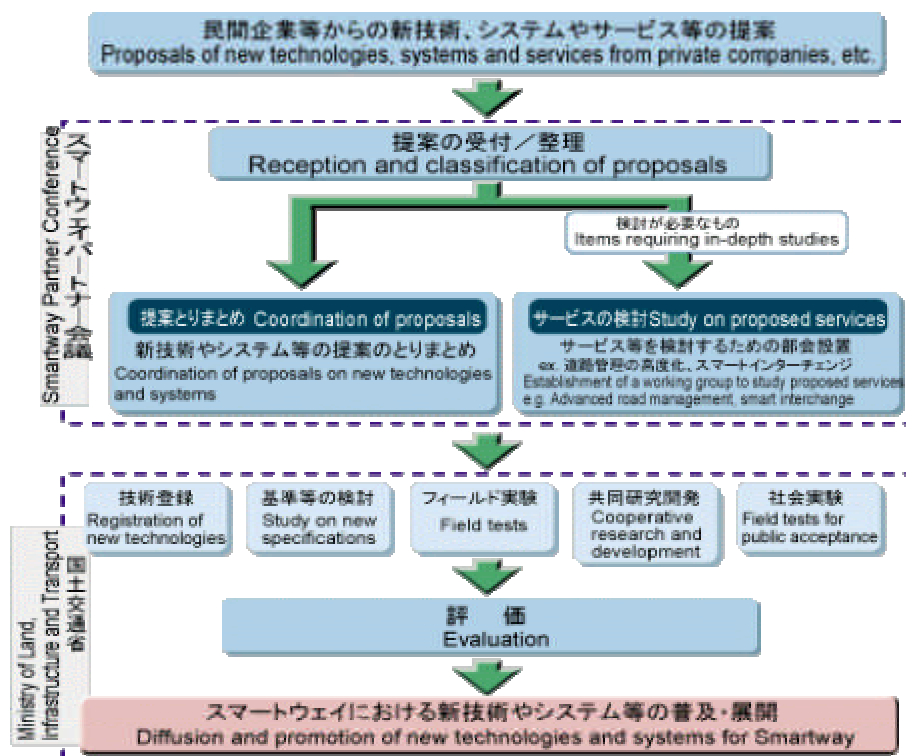 民間企業等からの新技術、システムやサービス等の提案
Proposals of new technologies, systems and services from private companies, etc.
スマートウェイパートナー会議
Smartway Partner Conference
提案の受付／整理
Reception and classification of proposals
検討が必要なもの
Items requiring in-depth studies
提案とりまとめ Coordination of proposals
新技術やシステム等の提案のとりまとめ
Coordination of proposals on new technologies
and systems
サービスの検討 Study on proposed services
サービス等を検討するための部会設置
ex. 道路管理の高度化、スマートインターチェンジ
Establishment of a working group to study proposed services
e.g. Advanced road management, smart interchange
国土交通省
Ministry of Land,
Infrastructure and Transport
技術登録
Registration of
new technologies
基準等の検討
Study on new
specifications
フィールド実験
Field tests
共同研究開発
Cooperative
research and
development
社会実験
Field tests for
public acceptance
評 価
Evaluation
スマートウェイにおける新技術やシステム等の普及・展開
Diffusion and promotion of new technologies and systems for Smartway